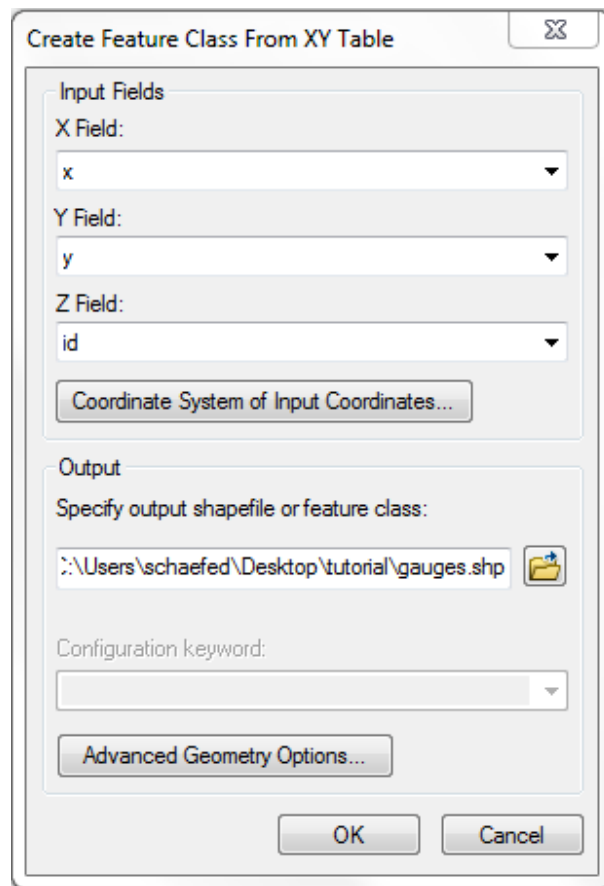 Create Feature Class From XY Table
Input Fields
X Field:
x
Y Field:
y
Z Field:
id
Coordinate System of Input Coordinates...
Output
Specify output shapefile or feature class:
C:\Users\schaefed\Desktop\tutorial\gauges.shp
Configuration keyword:
Advanced Geometry Options...
OK Cancel